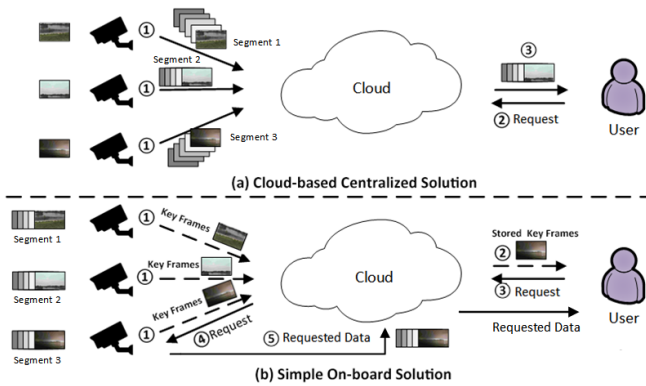 ① Segment 1
Segment 2
① Cloud ③
① Segment 3 ② Request
User
(a) Cloud-based Centralized Solution
Segment 1 ① Key Frames
Stored Key Frames
Segment 2 ① Key Frames Cloud ②
③ Request
Key Frames
Segment 3 ① ④ Request ⑤ Requested Data Requested Data User
(b) Simple On-board Solution